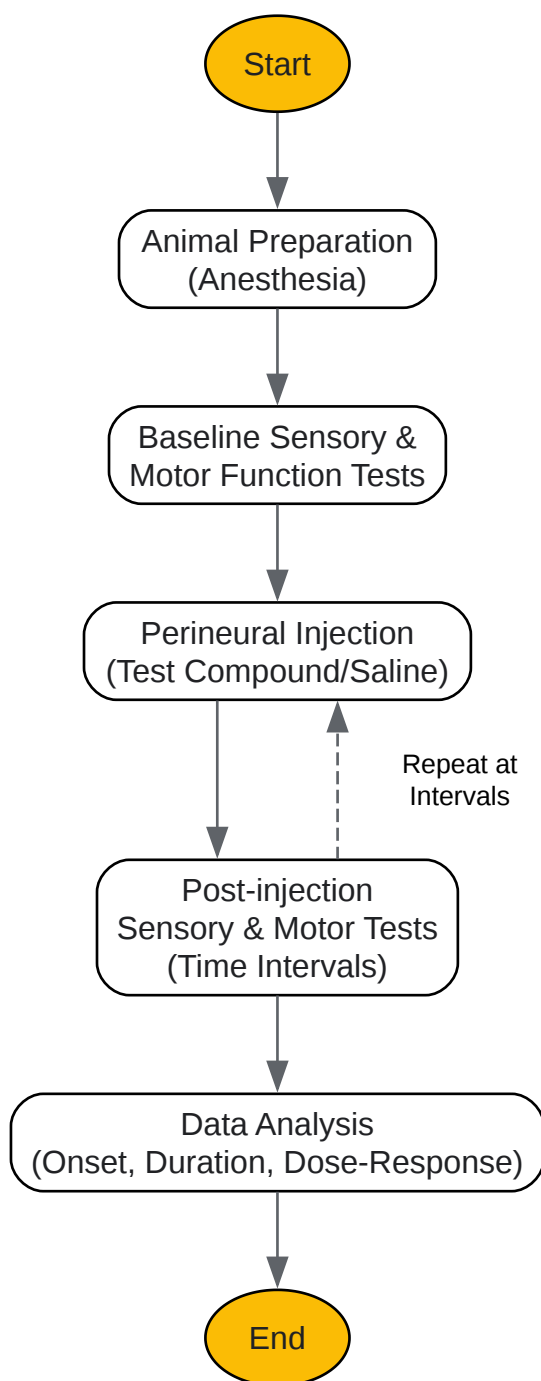 Start
Animal Preparation
(Anesthesia)
Baseline Sensory &
Motor Function Tests
Perineural Injection
(Test Compound/Saline)
Repeat at
Intervals
Post-injection
Sensory & Motor Tests
(Time Intervals)
Data Analysis
(Onset, Duration, Dose-Response)
End